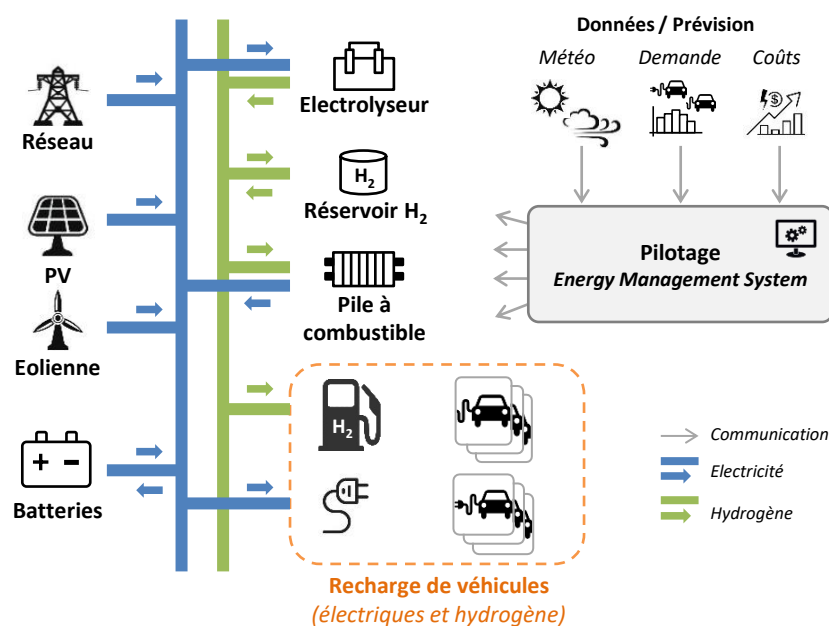 Données / Prévision
Météo
Demande
Coûts
Réseau
PV
Eolienne
+ −
Batteries
Electrolyseur
H₂
Réservoir H₂
Pile à
combustible
$
Pilotage
Energy Management System
H₂
Recharge de véhicules
(électriques et hydrogène)
Communication
Electricité
Hydrogène